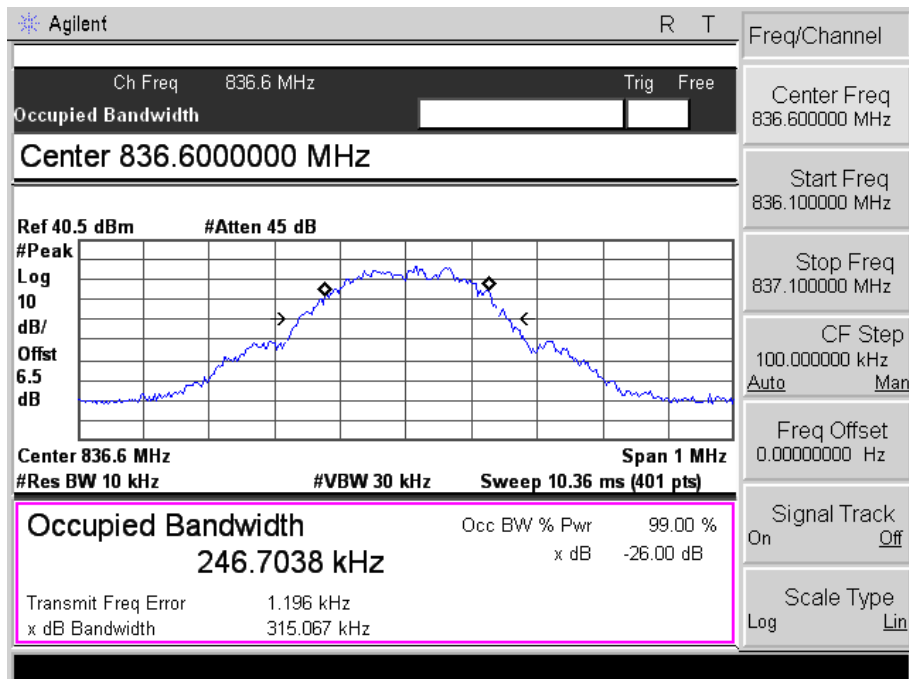 Agilent R T
Ch Freq 836.6 MHz Trig Free
Occupied Bandwidth
Center 836.6000000 MHz
Ref 40.5 dBm #Atten 45 dB
#Peak
Log
10
dB/
Offst
6.5
dB
Center 836.6 MHz Span 1 MHz
#Res BW 10 kHz #VBW 30 kHz Sweep 10.36 ms (401 pts)
Occupied Bandwidth
246.7038 kHz
Occ BW % Pwr 99.00 %
x dB -26.00 dB
Transmit Freq Error 1.196 kHz
x dB Bandwidth 315.067 kHz
Freq/Channel
Center Freq
836.600000 MHz
Start Freq
836.100000 MHz
Stop Freq
837.100000 MHz
CF Step
100.000000 kHz
Auto Man
Freq Offset
0.00000000 Hz
Signal Track
On Off
Scale Type
Log Lin